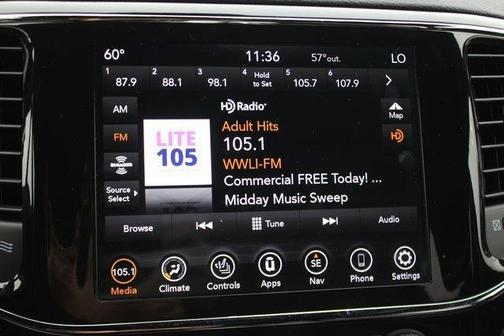 60° 11:36 57°out. LO
1 87.9 2 88.1 3 98.1 4 Hold to Set 5 105.7 6 107.9
AM
HD Radio
Map
FM
LITE
105
Adult Hits
105.1
HD
WWLI-FM
SiriusXM
Commercial FREE Today! ...
Source
Select
Midday Music Sweep
Browse Tune Audio
105.1 SE
Media Climate Controls Apps Nav Phone Settings